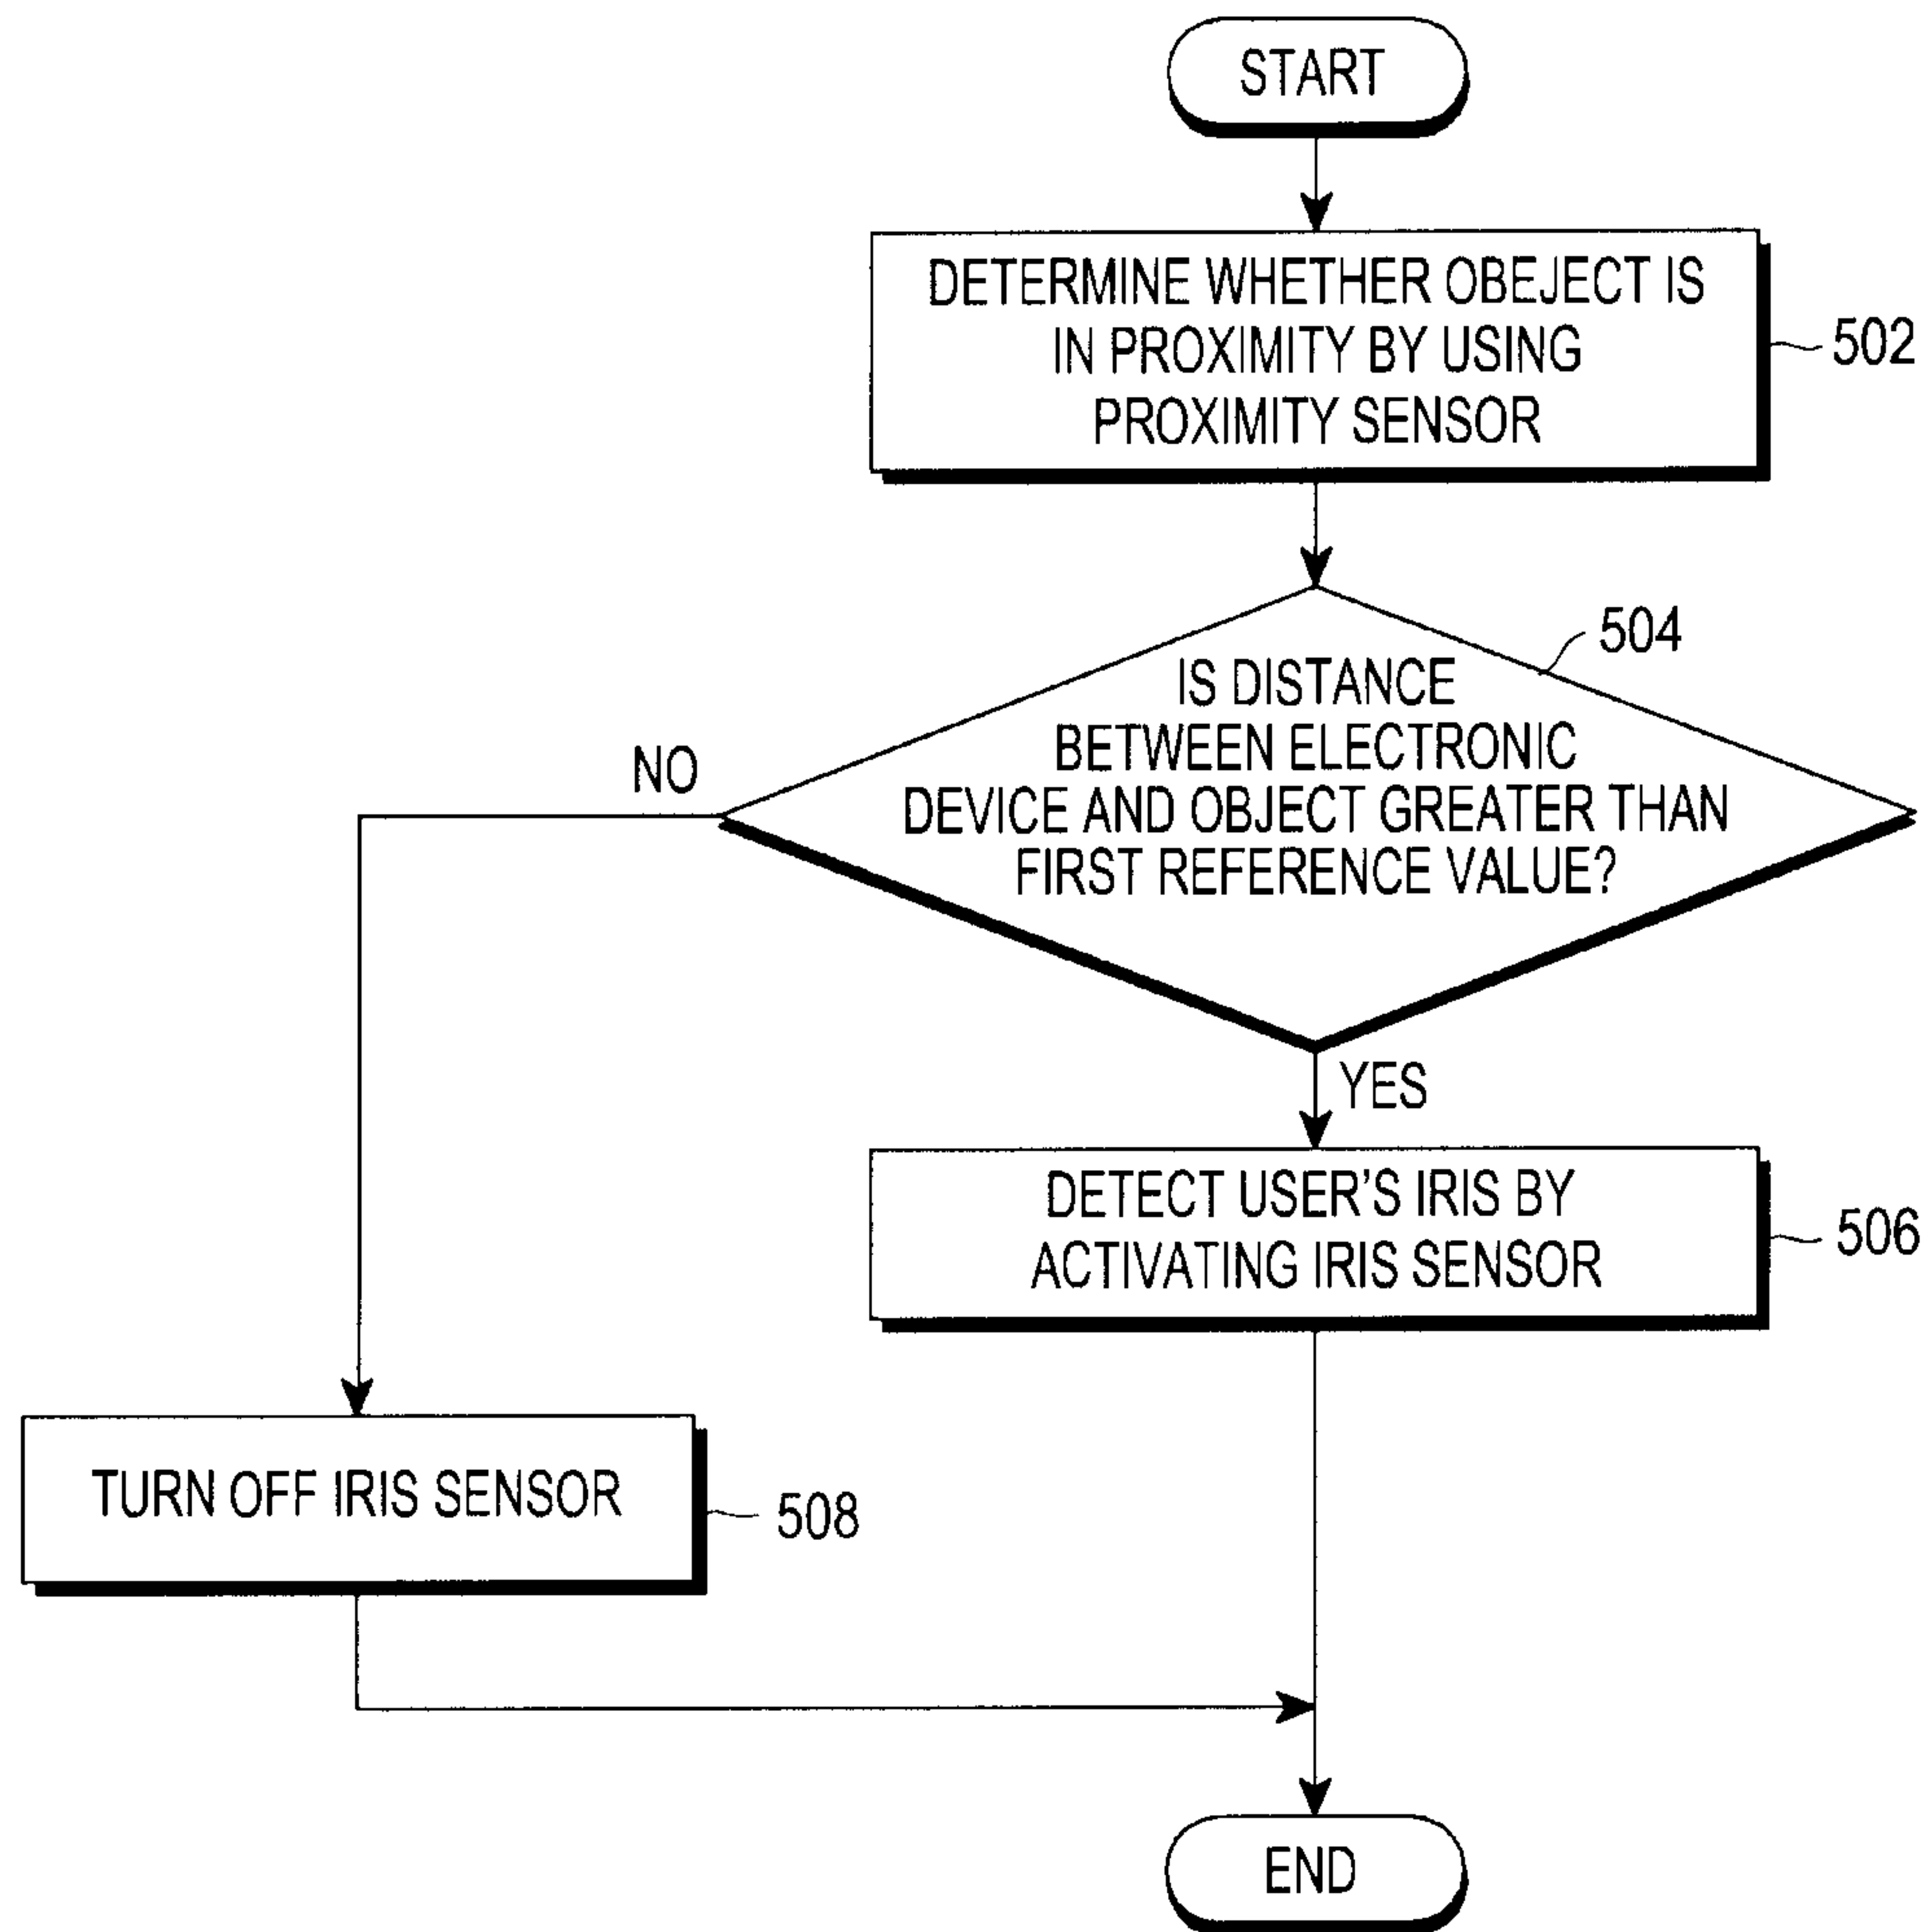 START
DETERMINE WHETHER OBEJECT IS
IN PROXIMITY BY USING
PROXIMITY SENSOR
502
504
IS DISTANCE
BETWEEN ELECTRONIC
DEVICE AND OBJECT GREATER THAN
FIRST REFERENCE VALUE?
NO
YES
DETECT USER'S IRIS BY
ACTIVATING IRIS SENSOR
506
TURN OFF IRIS SENSOR
508
END